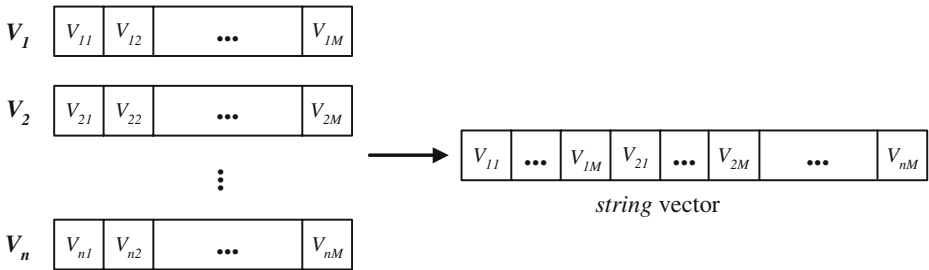 V₁ V₁₁ V₁₂ ... V₁M
V₂ V₂₁ V₂₂ ... V₂M
⋮
Vₙ Vₙ₁ Vₙ₂ ... VₙM
V₁₁ ... V₁M V₂₁ ... V₂M ... VₙM
string vector